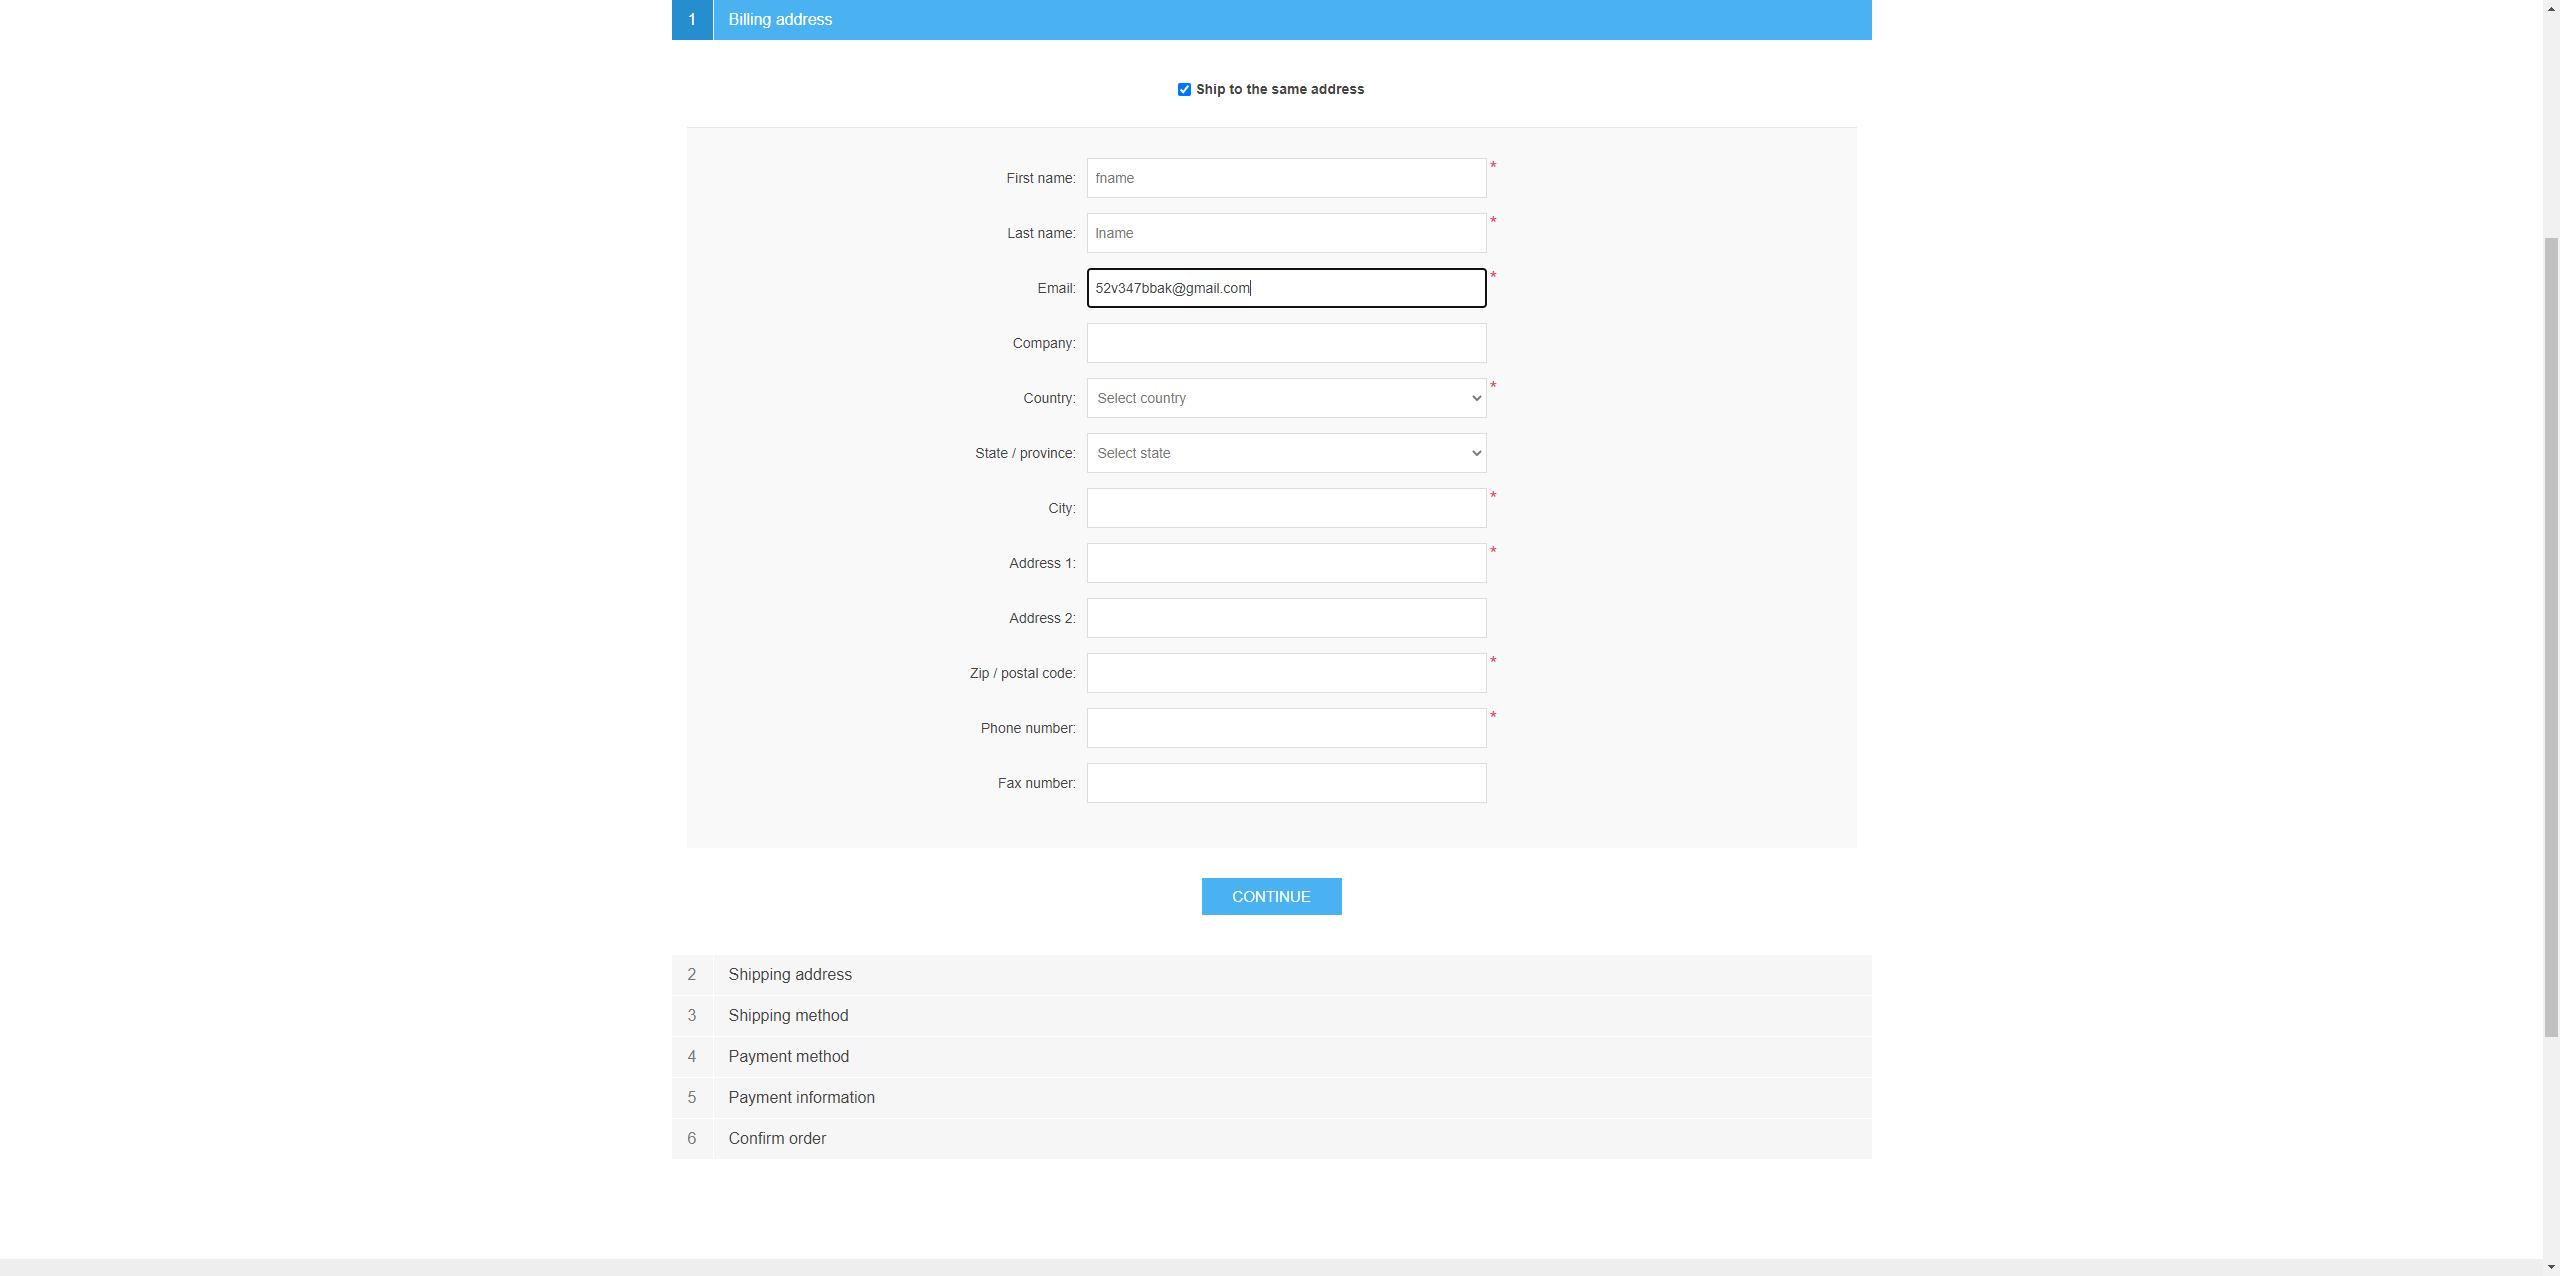 1 Billing address
Ship to the same address
First name: fname *
Last name: lname *
Email: 52v347bbak@gmail.com *
Company:
Country: Select country *
State / province: Select state
City: *
Address 1: *
Address 2:
Zip / postal code: *
Phone number: *
Fax number:
CONTINUE
2 Shipping address
3 Shipping method
4 Payment method
5 Payment information
6 Confirm order